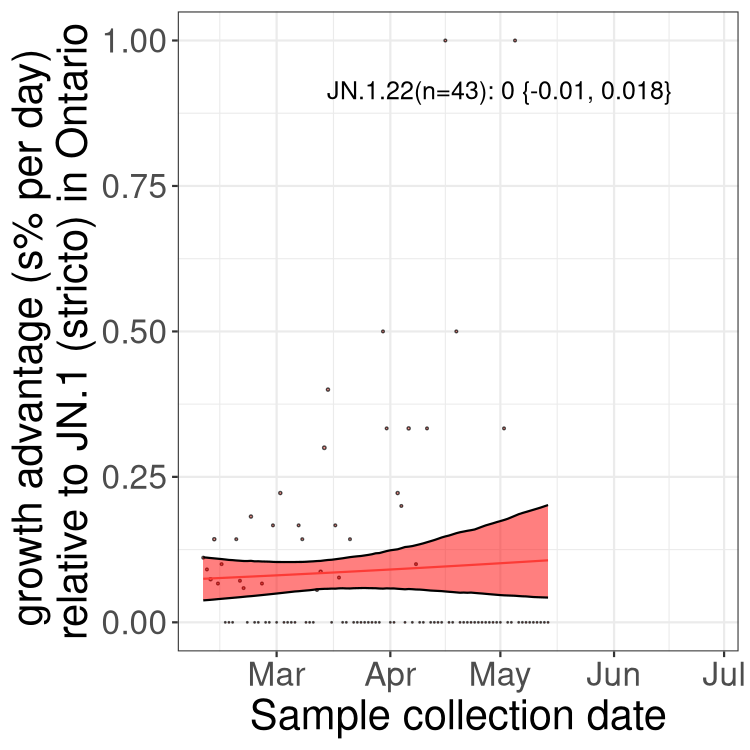 growth advantage (s% per day)
relative to JN.1 (stricto) in Ontario
1.00
0.75
0.50
0.25
0.00
JN.1.22(n=43): 0 {-0.01, 0.018}
Mar
Apr
May
Jun
Jul
Sample collection date